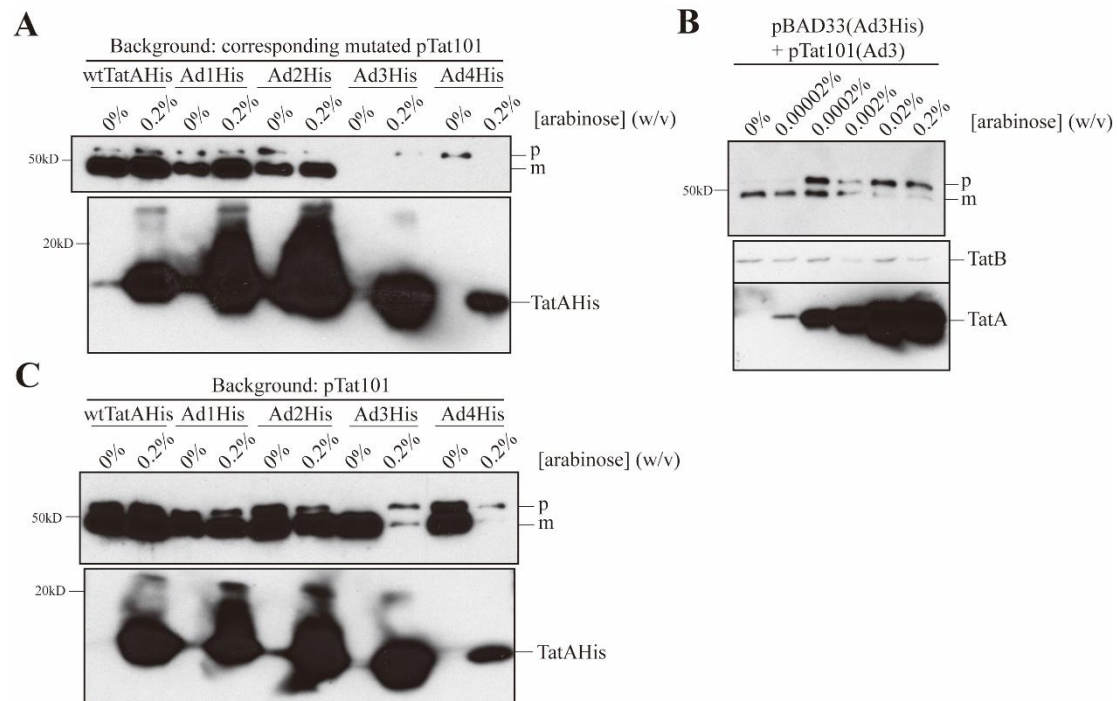 A
Background: corresponding mutated pTat101
wtTatAHis Ad1His Ad2His Ad3His Ad4His
0% 0.2% 0% 0.2% 0% 0.2% 0% 0.2% 0% 0.2%
[arabinose] (w/v)
50kD
p
m
20kD
TatAHis
B
pBAD33(Ad3His)
+ pTat101(Ad3)
0% 0.00002% 0.0002% 0.002% 0.02% 0.2%
[arabinose] (w/v)
50kD
p
m
TatB
TatA
C
Background: pTat101
wtTatAHis Ad1His Ad2His Ad3His Ad4His
0% 0.2% 0% 0.2% 0% 0.2% 0% 0.2% 0% 0.2%
[arabinose] (w/v)
50kD
p
m
20kD
TatAHis